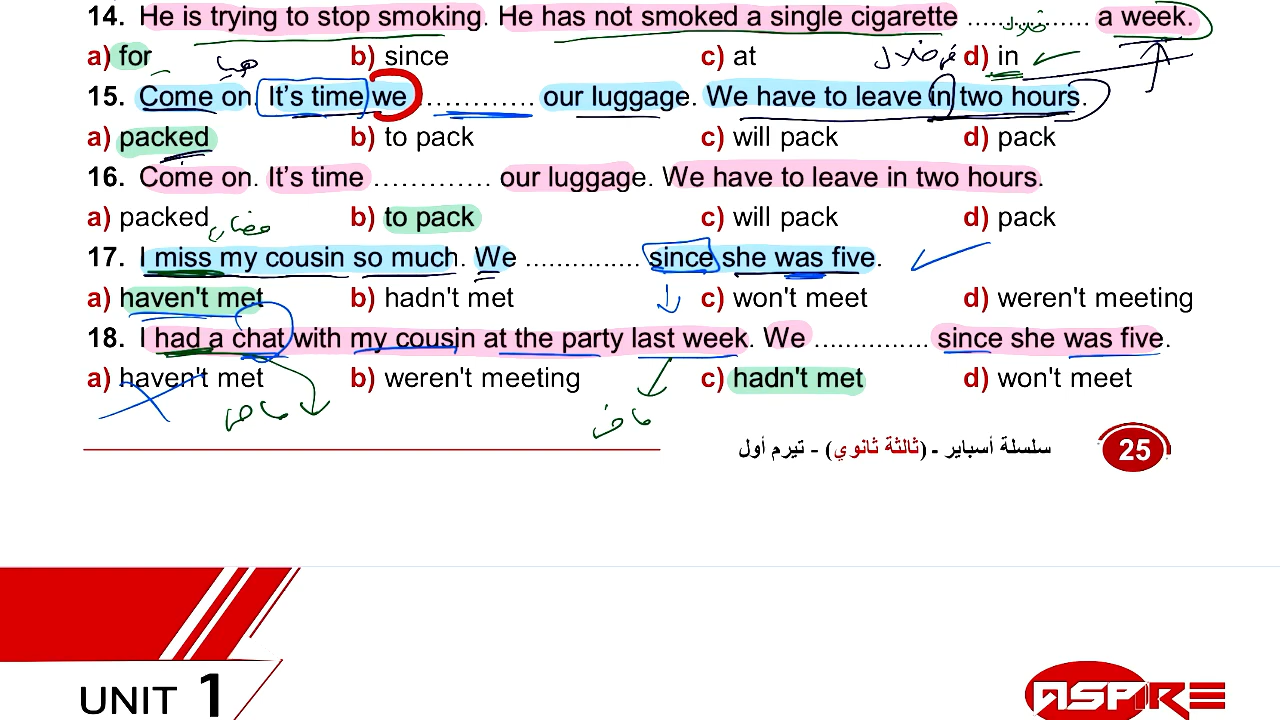 14. He is trying to stop smoking. He has not smoked a single cigarette ............... a week.
خلال
a) for b) since c) at d) in
هيا
15. Come on. It's time we ............. our luggage. We have to leave in two hours.
a) packed b) to pack c) will pack d) pack
16. Come on. It's time ............. our luggage. We have to leave in two hours.
a) packed b) to pack c) will pack d) pack
17. I miss my cousin so much. We ............... since she was five.
a) haven't met b) hadn't met c) won't meet d) weren't meeting
18. I had a chat with my cousin at the party last week. We ............... since she was five.
a) haven't met b) weren't meeting c) hadn't met d) won't meet
سلسلة أسباير - (ثالثة ثانوي) - تيرم أول
25
UNIT 1
ASPIRE